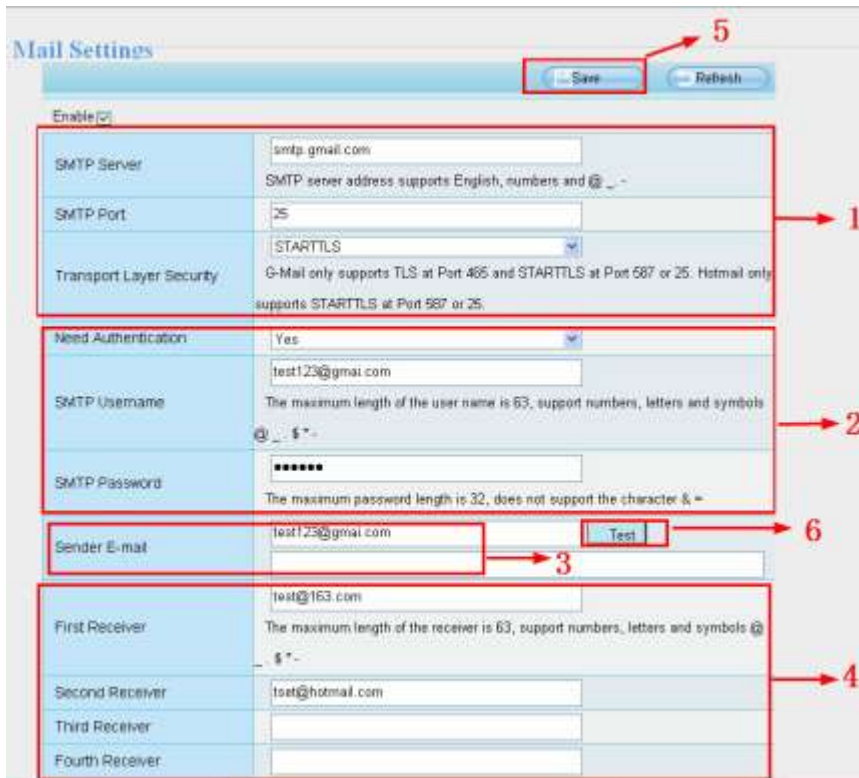 Mail Settings
5
Save
Refresh
Enable
SMTP Server
smtp.gmail.com
SMTP server address supports English, numbers and @ _ . -
SMTP Port
25
1
Transport Layer Security
STARTTLS
G-Mail only supports TLS at Port 465 and STARTTLS at Port 587 or 25. Hotmail only
supports STARTTLS at Port 587 or 25.
Need Authentication
Yes
SMTP Username
test123@gmai.com
The maximum length of the user name is 63, support numbers, letters and symbols
@ _ . $ * -
2
SMTP Password
••••••
The maximum password length is 32, does not support the character & =
Sender E-mail
test123@gmai.com
Test
6
3
First Receiver
test@163.com
The maximum length of the receiver is 63, support numbers, letters and symbols @
_ . $ * -
4
Second Receiver
tset@hotmail.com
Third Receiver
Fourth Receiver